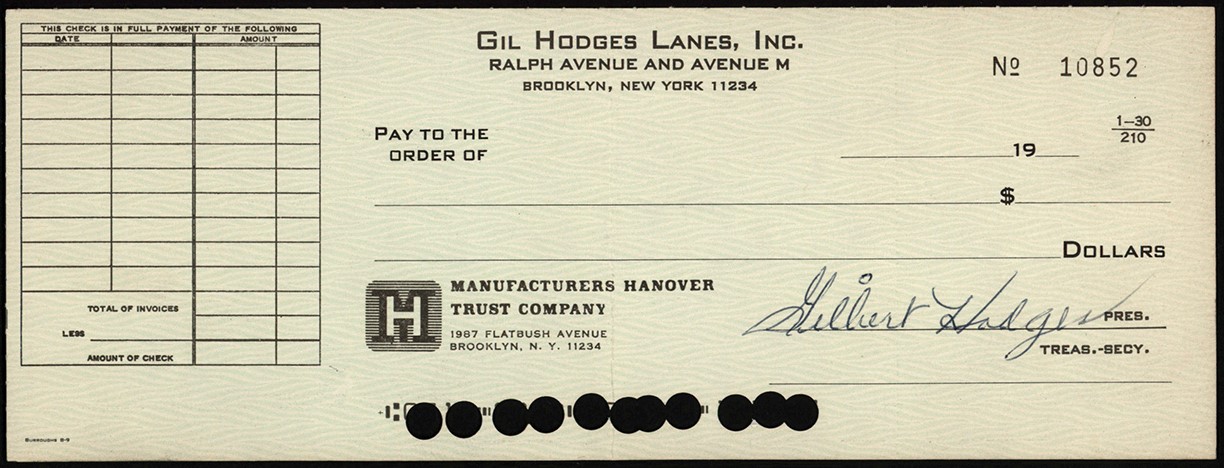 THIS CHECK IS IN FULL PAYMENT OF THE FOLLOWING
DATE AMOUNT
TOTAL OF INVOICES
LESS
AMOUNT OF CHECK
BURROUGHS B-9
GIL HODGES LANES, INC.
RALPH AVENUE AND AVENUE M
BROOKLYN, NEW YORK 11234
Nº 10852
1-30
210
PAY TO THE
ORDER OF
19
$
DOLLARS
MANUFACTURERS HANOVER
TRUST COMPANY
1987 FLATBUSH AVENUE
BROOKLYN, N. Y. 11234
Gilbert Hodges PRES.
TREAS.-SECY.